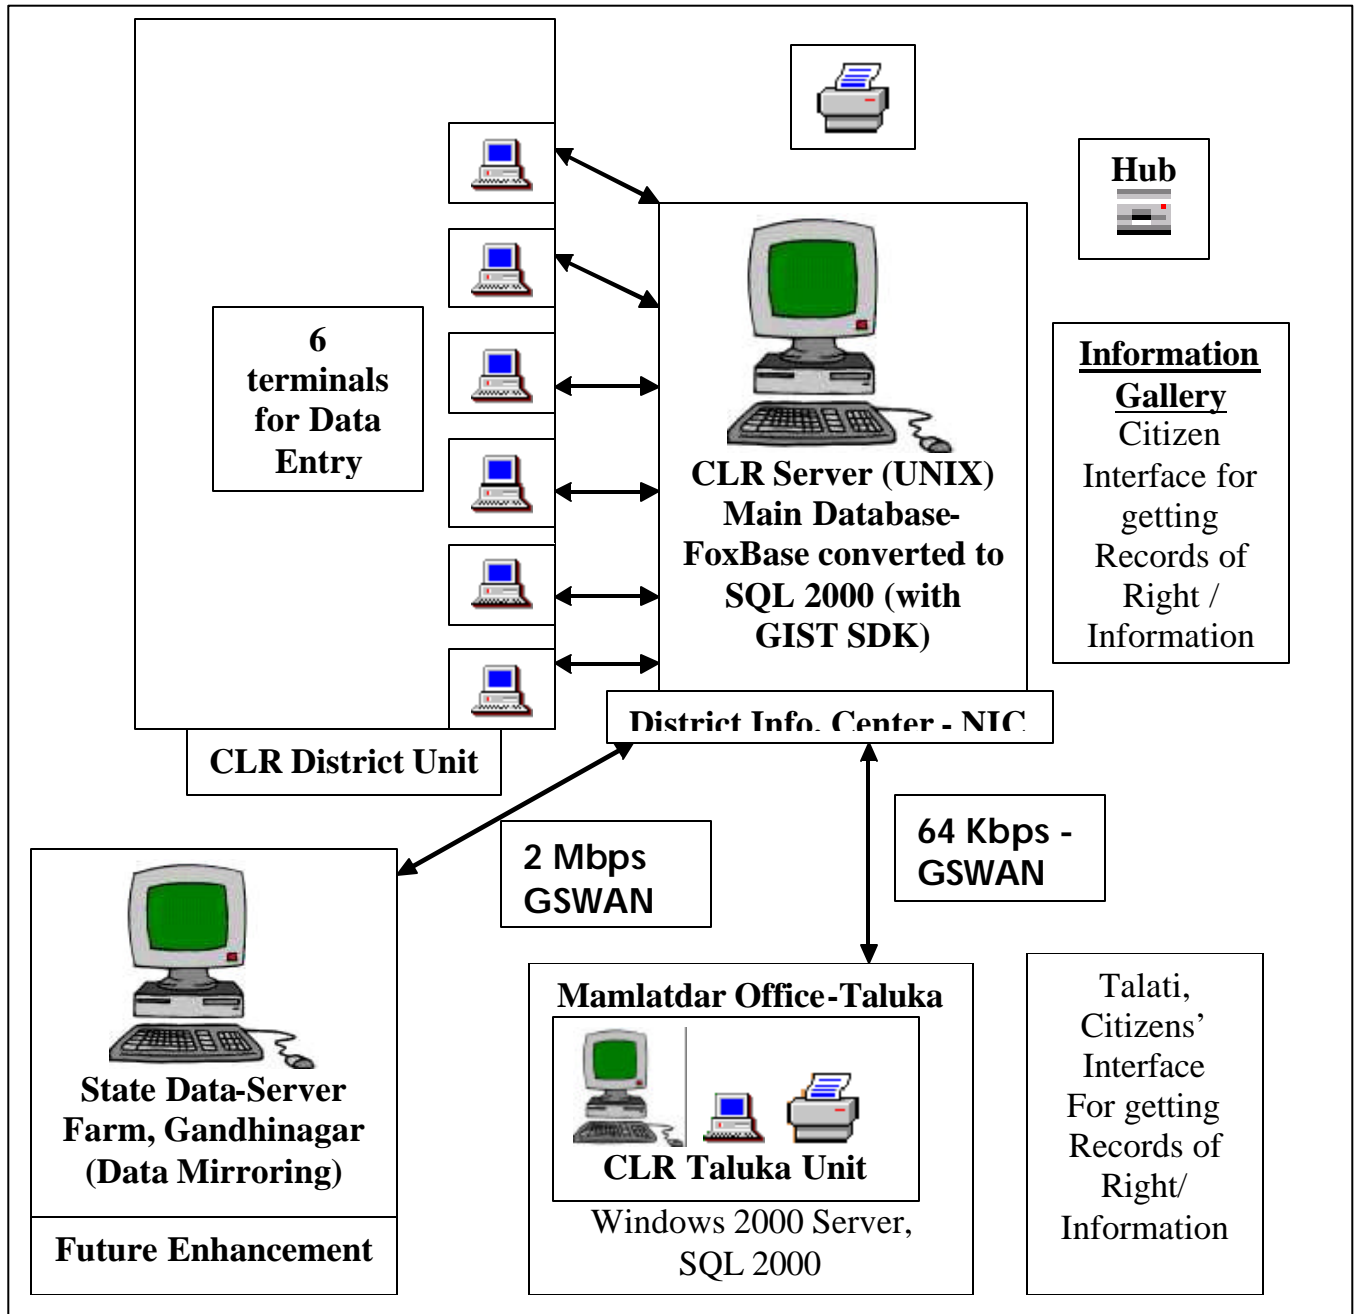 Hub
6
terminals
for Data
Entry
CLR Server (UNIX)
Main Database-
FoxBase converted to
SQL 2000 (with
GIST SDK)
Information
Gallery
Citizen
Interface for
getting
Records of
Right /
Information
District Info. Center - NIC
CLR District Unit
2 Mbps
GSWAN
64 Kbps -
GSWAN
State Data-Server
Farm, Gandhinagar
(Data Mirroring)
Future Enhancement
Mamlatdar Office-Taluka
CLR Taluka Unit
Windows 2000 Server,
SQL 2000
Talati,
Citizens’
Interface
For getting
Records of
Right/
Information